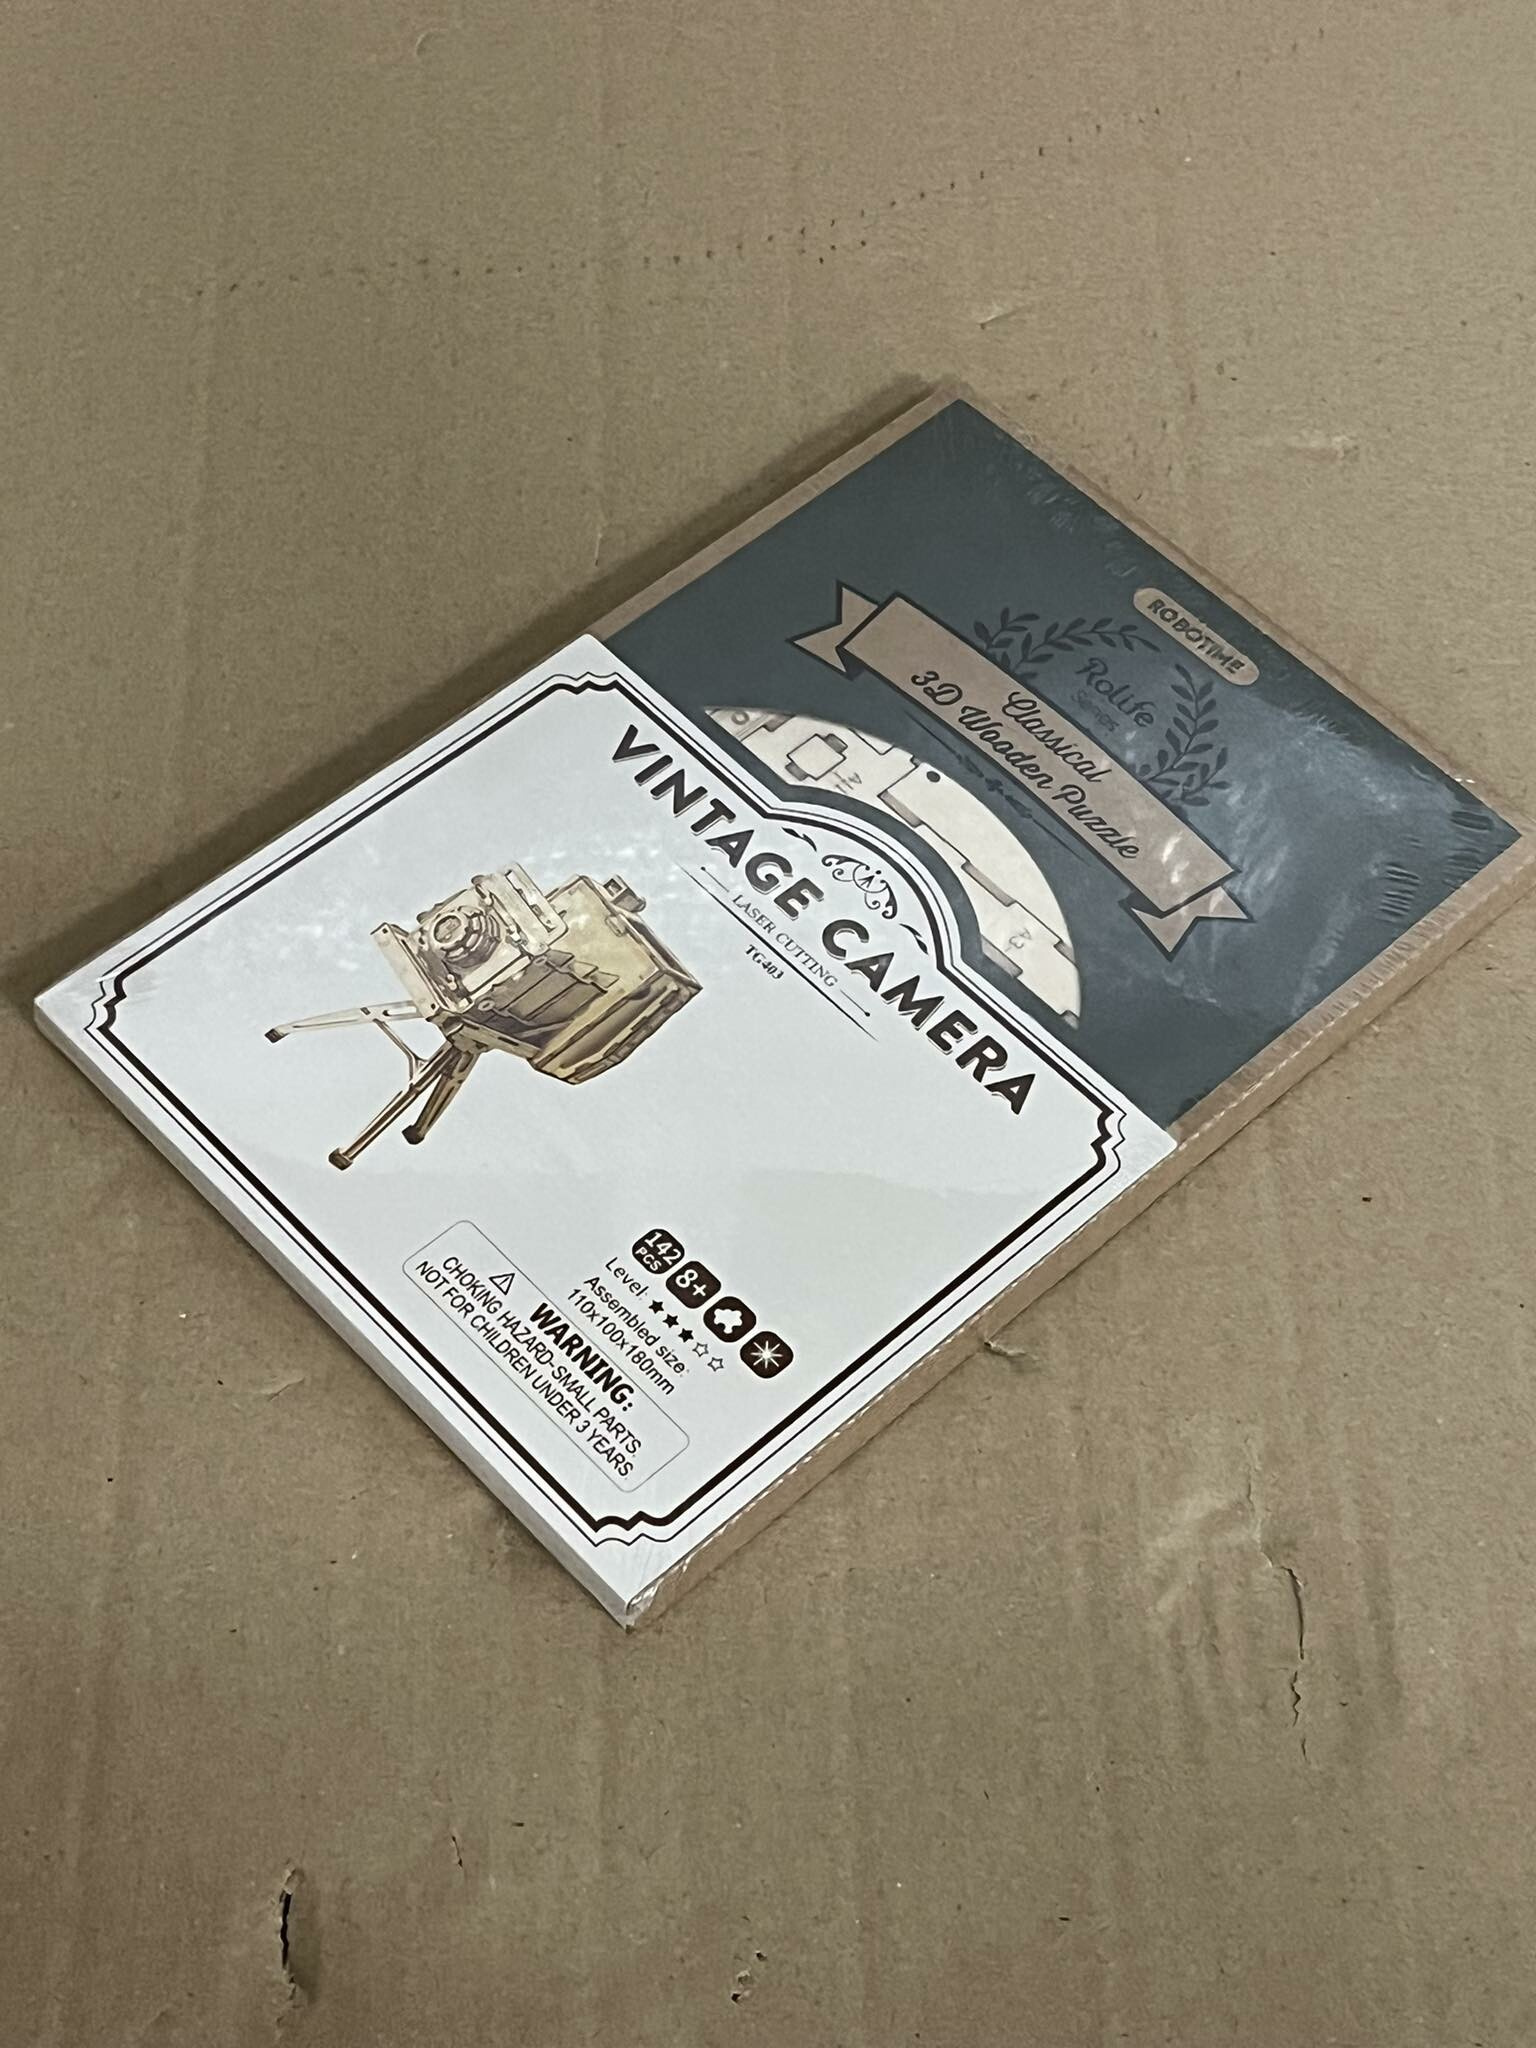 ROBOTIME
Rolife
Series
Classical
3D Wooden Puzzle
A3
VINTAGE CAMERA
LASER CUTTING
TG403
142
PCS
8+
Level:
Assembled size:
110x100x180mm
WARNING:
CHOKING HAZARD-SMALL PARTS.
NOT FOR CHILDREN UNDER 3 YEARS.